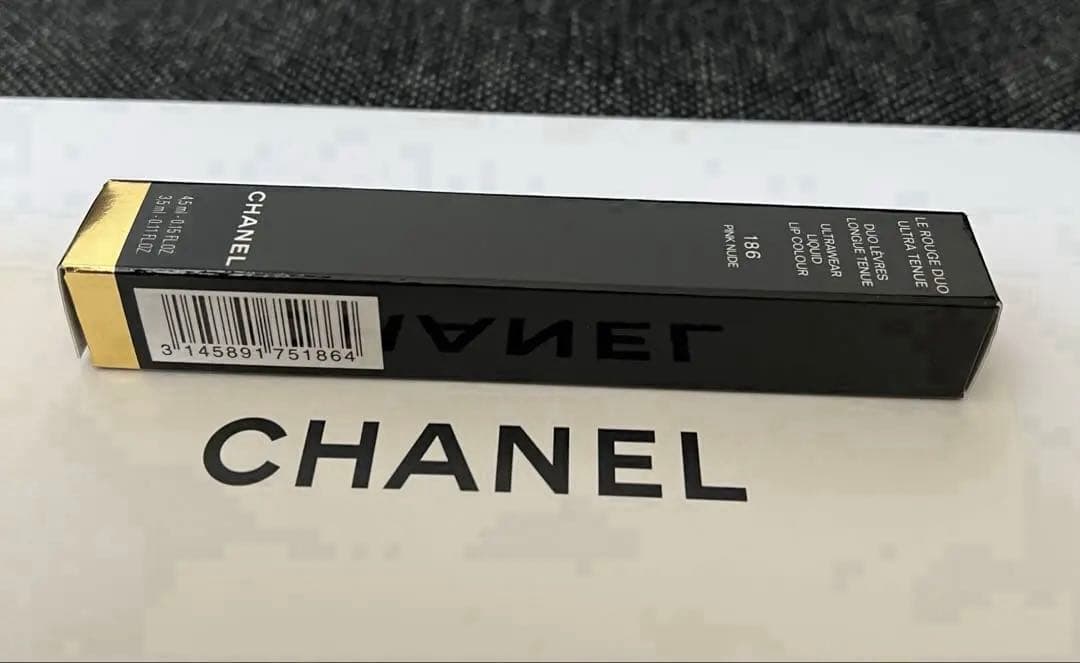 LE ROUGE DUO
ULTRA TENUE
DUO LÈVRES
LONGUE TENUE
ULTRAWEAR
LIQUID
LIP COLOUR
186
PINK NUDE
CHANEL
4.5 ml - 0.15 FL.OZ.
3.5 ml - 0.11 FL.OZ.
3 145891 751864
HANEL
CHANEL